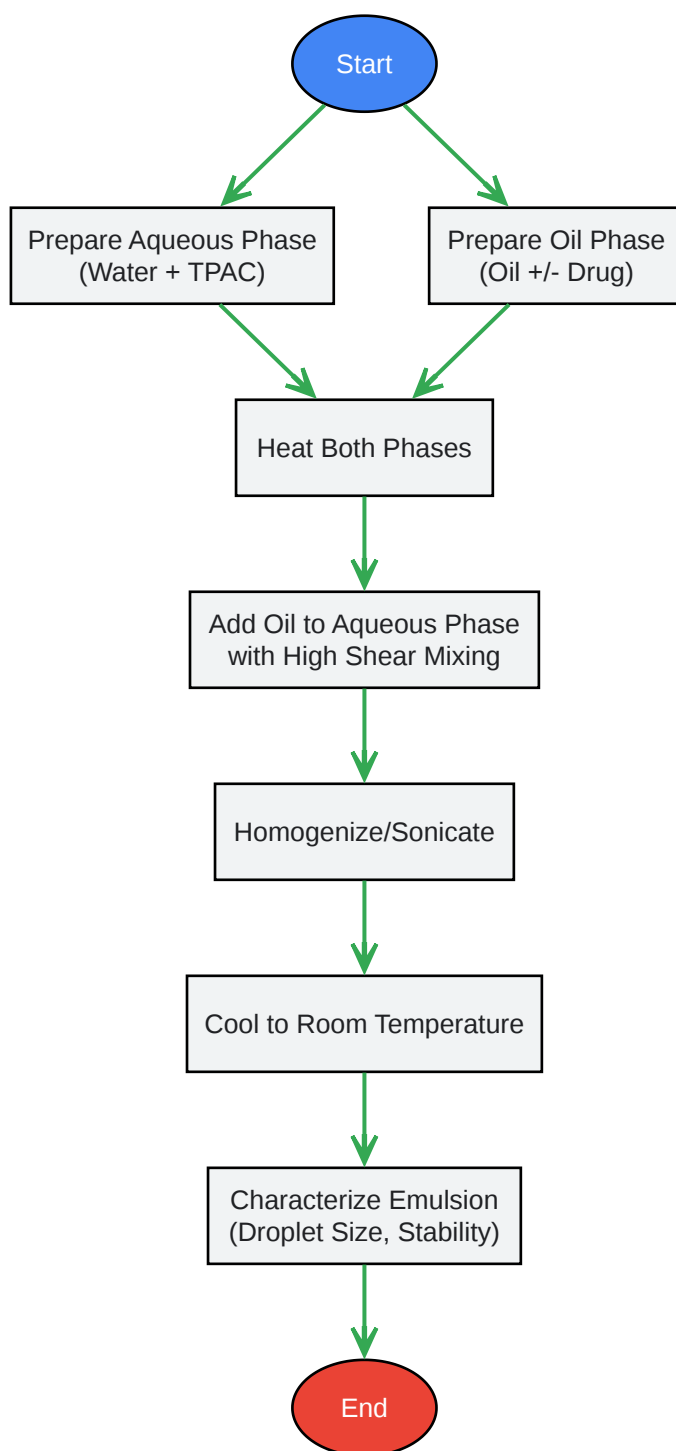 Start
Prepare Aqueous Phase
(Water + TPAC)
Prepare Oil Phase
(Oil +/- Drug)
Heat Both Phases
Add Oil to Aqueous Phase
with High Shear Mixing
Homogenize/Sonicate
Cool to Room Temperature
Characterize Emulsion
(Droplet Size, Stability)
End